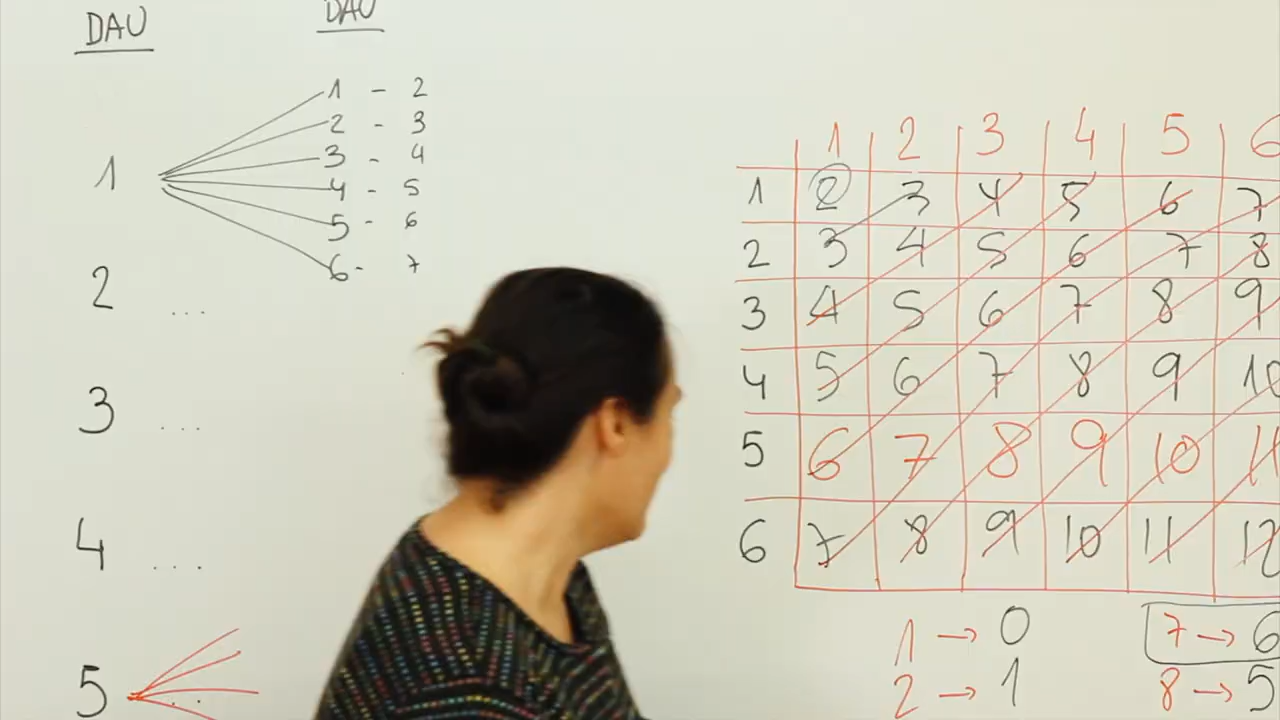 DAU
DAU
1
1 - 2
2 - 3
3 - 4
4 - 5
5 - 6
6 - 7
2 ...
3 ...
4 ....
5 ...
1 2 3 4 5 6
1 2 3 4 5 6 7
2 3 4 5 6 7 8
3 4 5 6 7 8 9
4 5 6 7 8 9 10
5 6 7 8 9 10 11
6 7 8 9 10 11 12
1 → 0
2 → 1
7 → 6
8 → 5